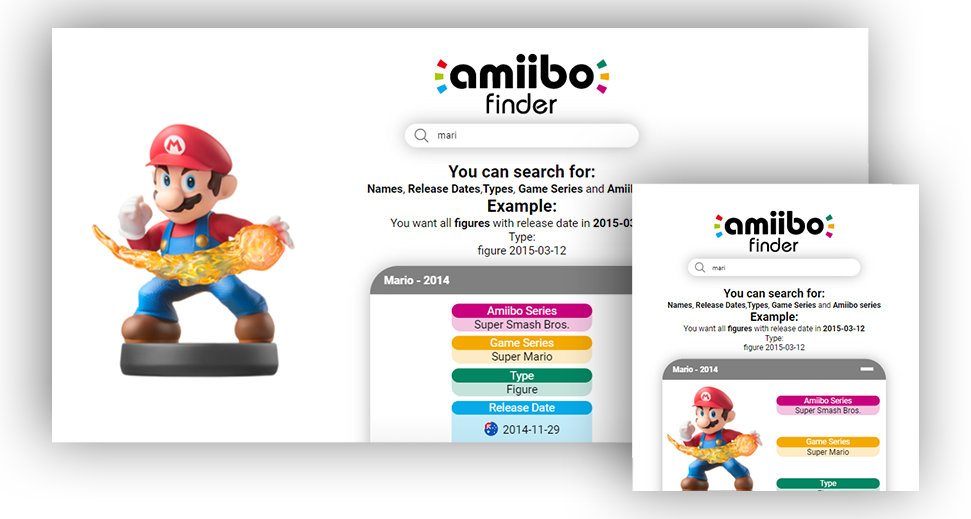 amiibo
finder
mari
You can search for:
Names, Release Dates,Types, Game Series and Amii
Example:
You want all figures with release date in 2015-03
Type:
figure 2015-03-12
Mario - 2014
Amiibo Series
Super Smash Bros.
Game Series
Super Mario
Type
Figure
Release Date
2014-11-29
amiibo
finder
mari
You can search for:
Names, Release Dates,Types, Game Series and Amiibo series
Example:
You want all figures with release date in 2015-03-12
Type:
figure 2015-03-12
Mario - 2014
Amiibo Series
Super Smash Bros.
Game Series
Super Mario
Type